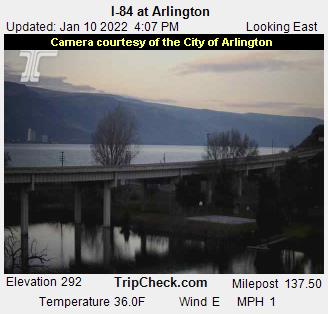 I-84 at Arlington
Updated: Jan 10 2022 4:07 PM Looking East
Camera courtesy of the City of Arlington
Elevation 292 TripCheck.com Milepost 137.50
Temperature 36.0F Wind E MPH 1